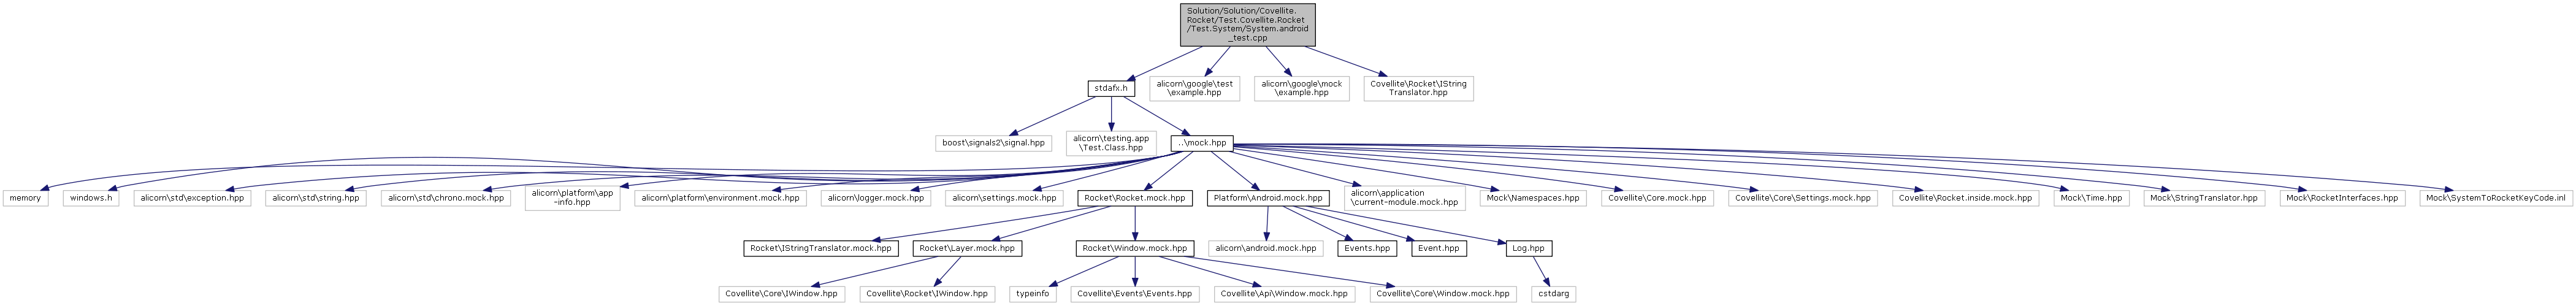 Solution/Solution/Covellite.
Rocket/Test.Covellite.Rocket
/Test.System/System.android
_test.cpp
stdafx.h
alicorn\google\test
\example.hpp
alicorn\google\mock
\example.hpp
Covellite\Rocket\IString
Translator.hpp
boost\signals2\signal.hpp
alicorn\testing.app
\Test.Class.hpp
..\mock.hpp
memory
windows.h
alicorn\std\exception.hpp
alicorn\std\string.hpp
alicorn\std\chrono.mock.hpp
alicorn\platform\app
-info.hpp
alicorn\platform\environment.mock.hpp
alicorn\logger.mock.hpp
alicorn\settings.mock.hpp
Rocket\Rocket.mock.hpp
Platform\Android.mock.hpp
alicorn\application
\current-module.mock.hpp
Mock\Namespaces.hpp
Covellite\Core.mock.hpp
Covellite\Core\Settings.mock.hpp
Covellite\Rocket.inside.mock.hpp
Mock\Time.hpp
Mock\StringTranslator.hpp
Mock\RocketInterfaces.hpp
Mock\SystemToRocketKeyCode.inl
Rocket\IStringTranslator.mock.hpp
Rocket\Layer.mock.hpp
Rocket\Window.mock.hpp
alicorn\android.mock.hpp
Events.hpp
Event.hpp
Log.hpp
Covellite\Core\IWindow.hpp
Covellite\Rocket\IWindow.hpp
typeinfo
Covellite\Events\Events.hpp
Covellite\Api\Window.mock.hpp
Covellite\Core\Window.mock.hpp
cstdarg